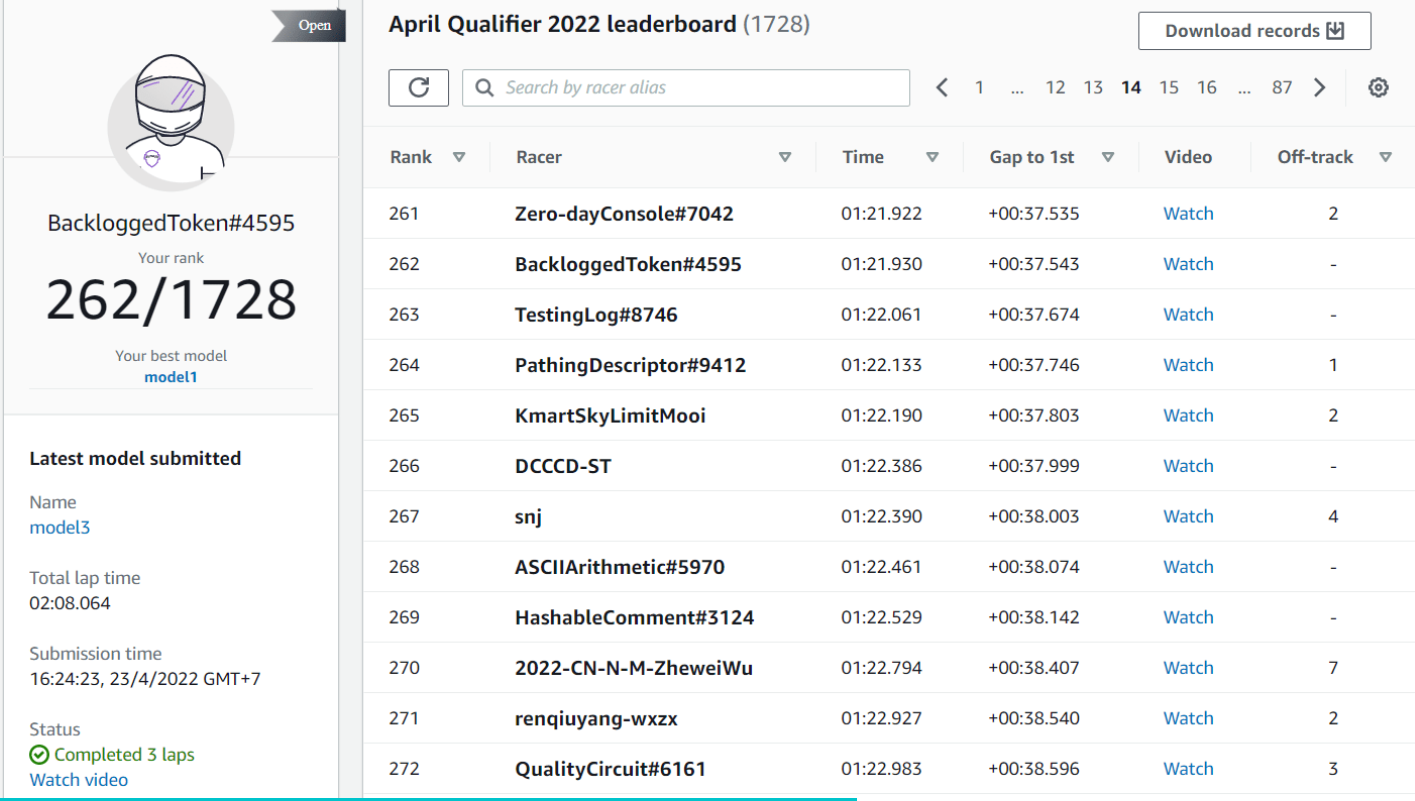 Open
BackloggedToken#4595
Your rank
262/1728
Your best model
model1
Latest model submitted
Name
model3
Total lap time
02:08.064
Submission time
16:24:23, 23/4/2022 GMT+7
Status
Completed 3 laps
Watch video
April Qualifier 2022 leaderboard (1728)
Download records
Search by racer alias
1 ... 12 13 14 15 16 ... 87
Rank Racer Time Gap to 1st Video Off-track
261 Zero-dayConsole#7042 01:21.922 +00:37.535 Watch 2
262 BackloggedToken#4595 01:21.930 +00:37.543 Watch -
263 TestingLog#8746 01:22.061 +00:37.674 Watch -
264 PathingDescriptor#9412 01:22.133 +00:37.746 Watch 1
265 KmartSkyLimitMooi 01:22.190 +00:37.803 Watch 2
266 DCCCD-ST 01:22.386 +00:37.999 Watch -
267 snj 01:22.390 +00:38.003 Watch 4
268 ASCIIArithmetic#5970 01:22.461 +00:38.074 Watch -
269 HashableComment#3124 01:22.529 +00:38.142 Watch -
270 2022-CN-N-M-ZheweiWu 01:22.794 +00:38.407 Watch 7
271 renqiuyang-wxzx 01:22.927 +00:38.540 Watch 2
272 QualityCircuit#6161 01:22.983 +00:38.596 Watch 3